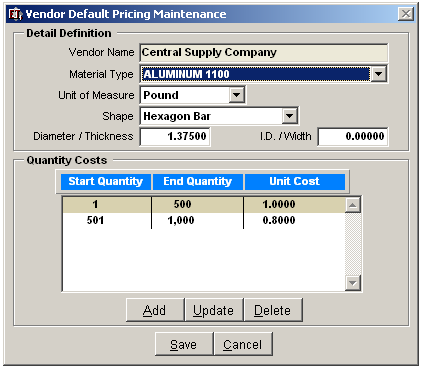 Vendor Default Pricing Maintenance
Detail Definition
Vendor Name Central Supply Company
Material Type ALUMINUM 1100
Unit of Measure Pound
Shape Hexagon Bar
Diameter / Thickness 1.37500 I.D. / Width 0.00000
Quantity Costs
Start Quantity End Quantity Unit Cost
1 500 1.0000
501 1,000 0.8000
Add Update Delete
Save Cancel